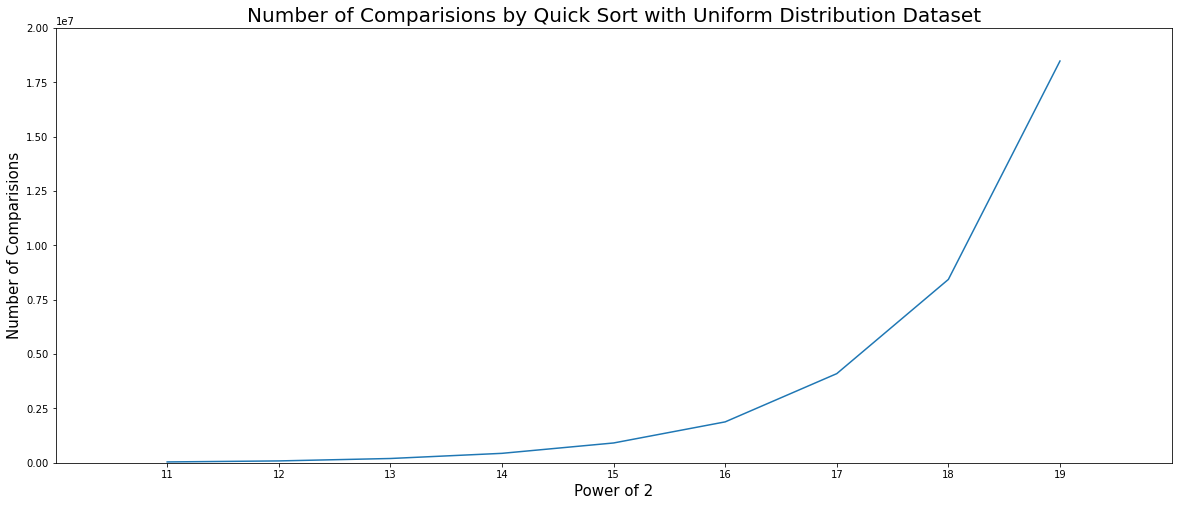 Number of Comparisions by Quick Sort with Uniform Distribution Dataset
1e7
2.00
1.75
1.50
1.25
1.00
0.75
0.50
0.25
0.00
Number of Comparisions
11 12 13 14 15 16 17 18 19
Power of 2